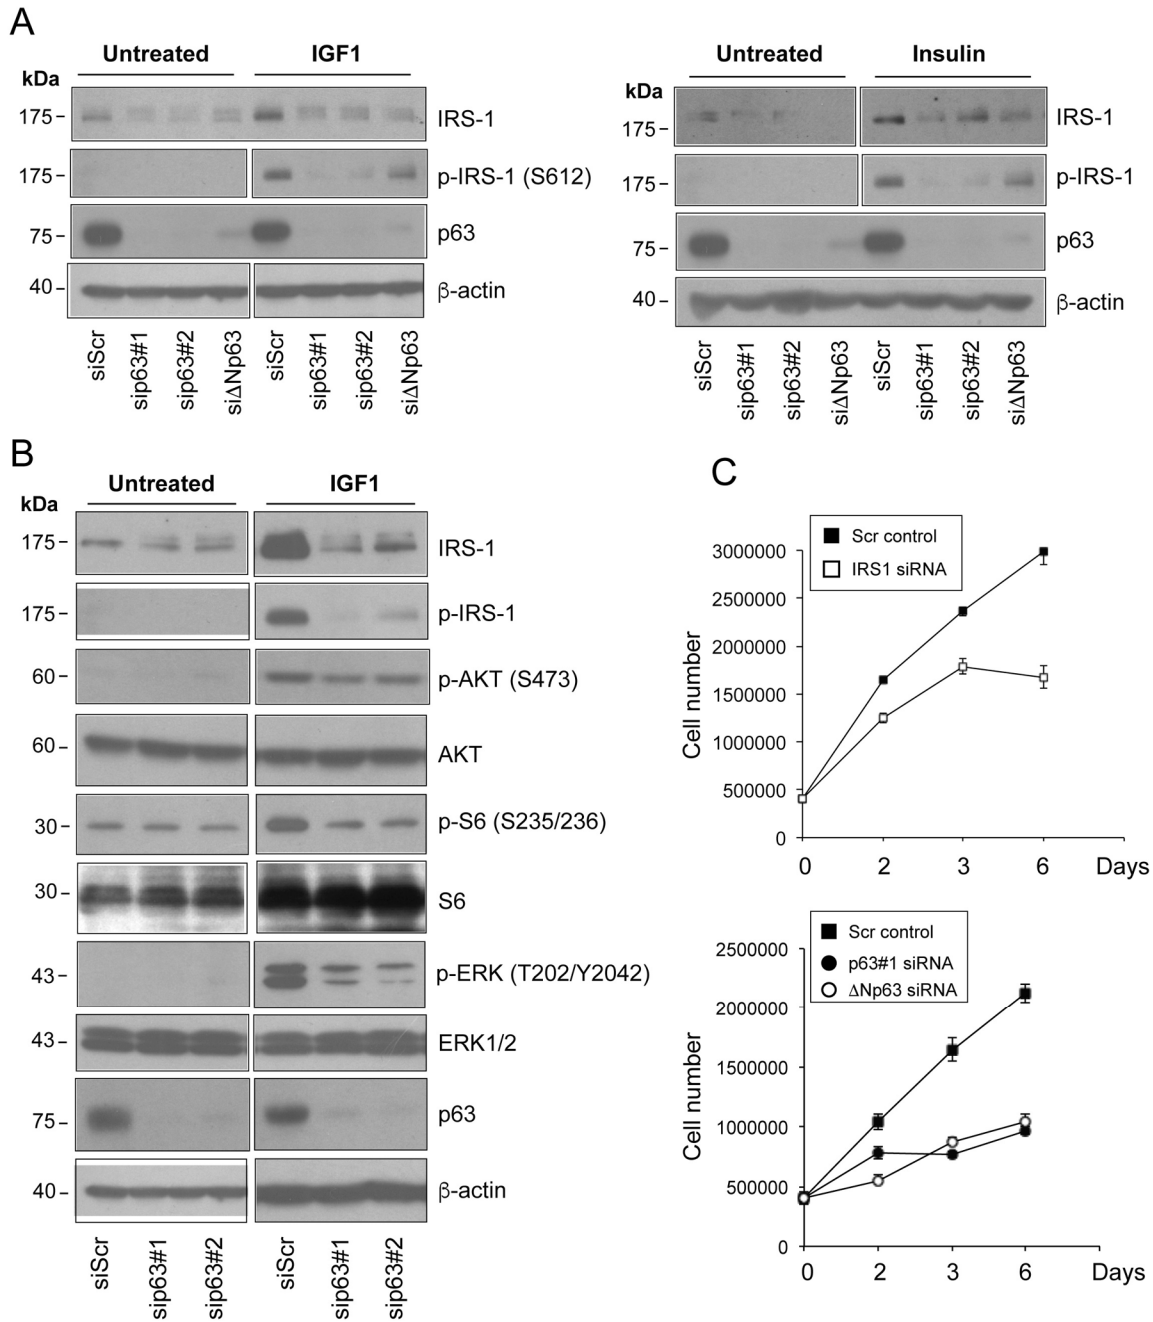 A
Untreated IGF1
kDa
175 IRS-1
175 p-IRS-1 (S612)
75 p63
40 β-actin
siScr sip63#1 sip63#2 siΔNp63 siScr sip63#1 sip63#2 siΔNp63
Untreated Insulin
kDa
175 IRS-1
175 p-IRS-1
75 p63
40 β-actin
siScr sip63#1 sip63#2 siΔNp63 siScr sip63#1 sip63#2 siΔNp63
B
Untreated IGF1
kDa
175 IRS-1
175 p-IRS-1
60 p-AKT (S473)
60 AKT
30 p-S6 (S235/236)
30 S6
43 p-ERK (T202/Y2042)
43 ERK1/2
75 p63
40 β-actin
siScr sip63#1 sip63#2 siScr sip63#1 sip63#2
C
Scr control
IRS1 siRNA
Cell number
3000000
2500000
2000000
1500000
1000000
500000
0
0 2 3 6 Days
Scr control
p63#1 siRNA
ΔNp63 siRNA
Cell number
2500000
2000000
1500000
1000000
500000
0
0 2 3 6 Days